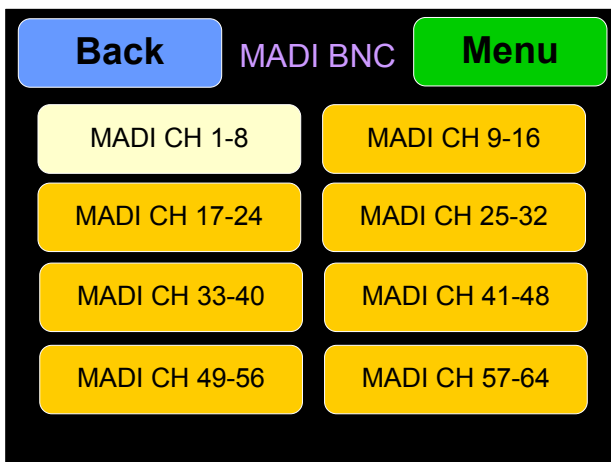 Back MADI BNC Menu
MADI CH 1-8 MADI CH 9-16
MADI CH 17-24 MADI CH 25-32
MADI CH 33-40 MADI CH 41-48
MADI CH 49-56 MADI CH 57-64